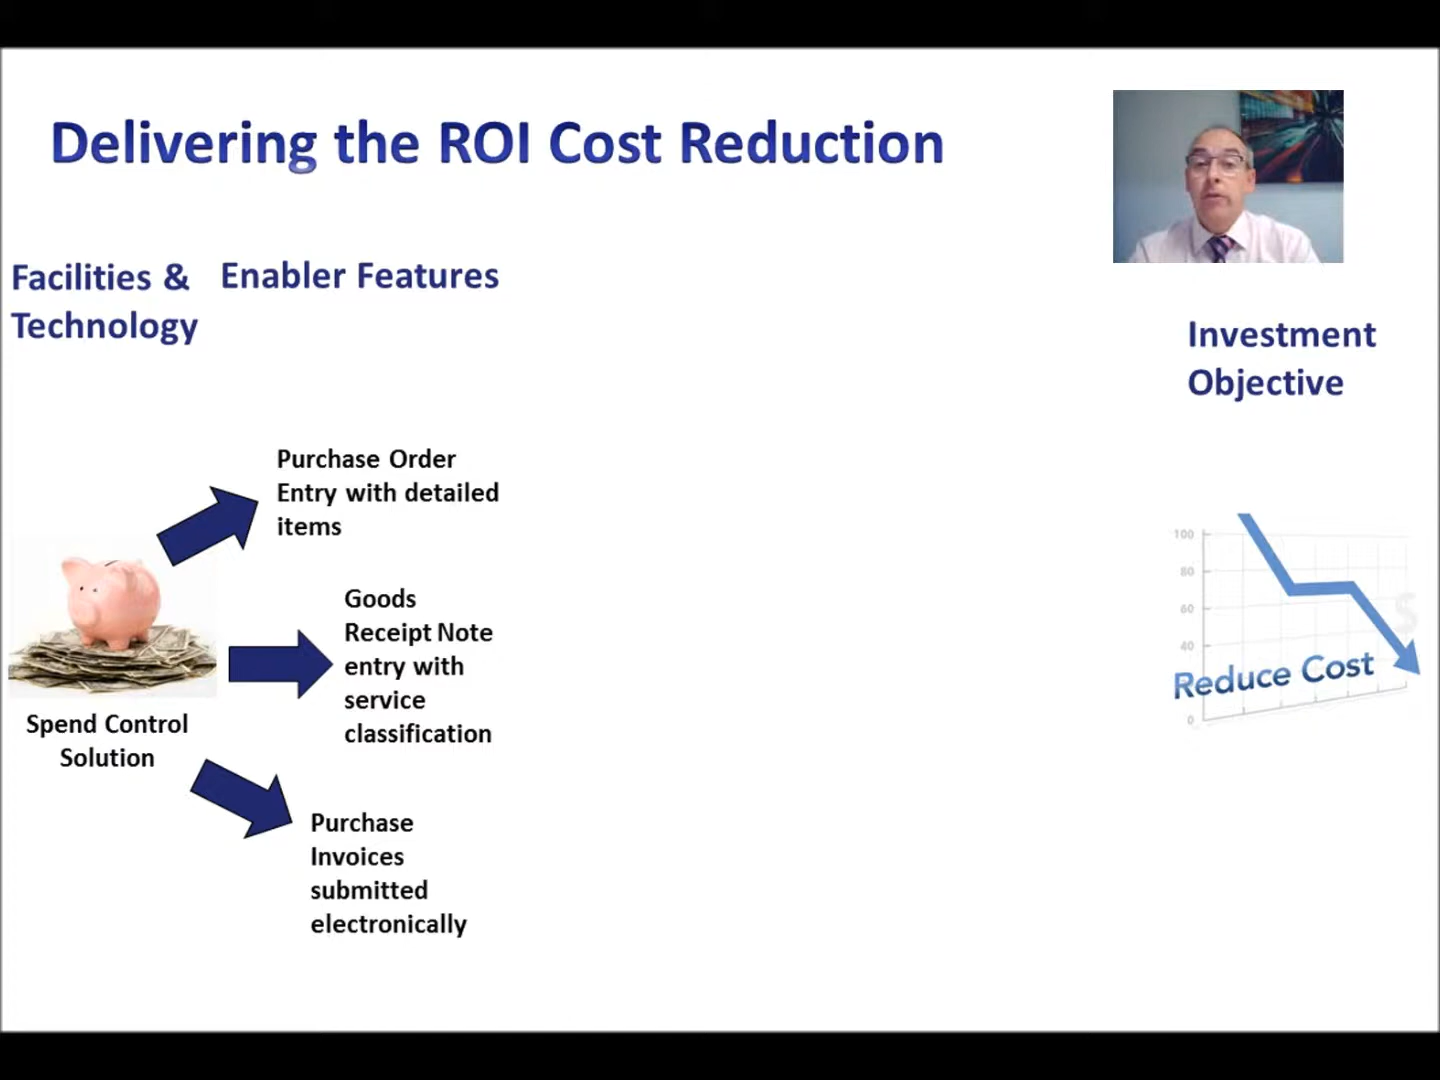 Delivering the ROI Cost Reduction
Facilities &
Technology
Enabler Features
Investment
Objective
Purchase Order
Entry with detailed
items
Goods
Receipt Note
entry with
service
classification
Spend Control
Solution
Purchase
Invoices
submitted
electronically
100
80
60
40
0
$
Reduce Cost